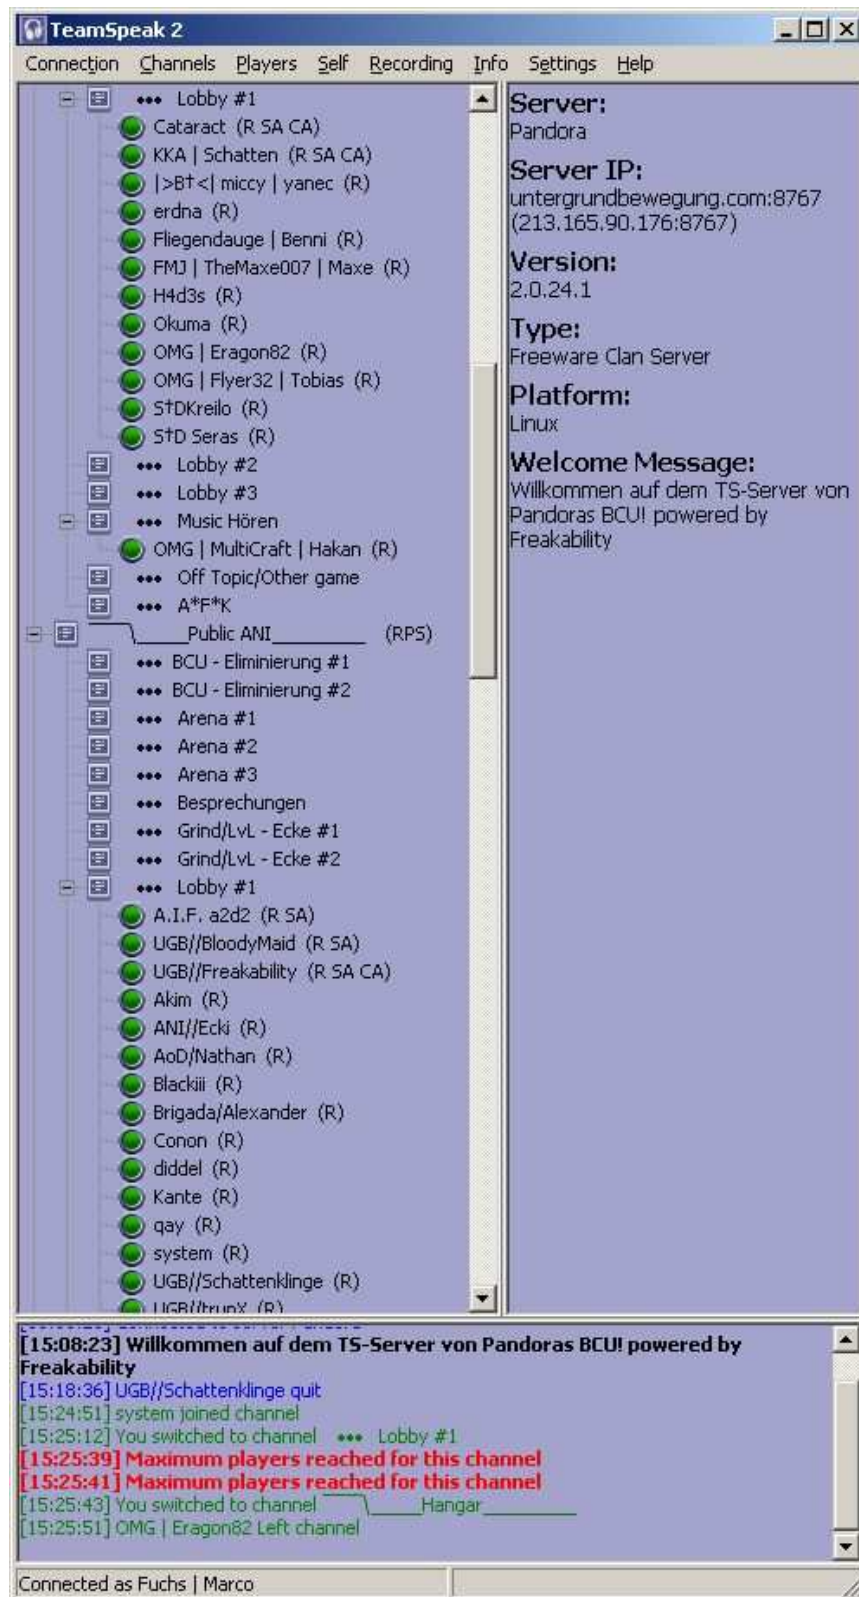 TeamSpeak 2
Connection Channels Players Self Recording Info Settings Help
••• Lobby #1
Cataract (R SA CA)
KKA | Schatten (R SA CA)
|>B†<| miccy | yanec (R)
erdna (R)
Fliegendauge | Benni (R)
FMJ | TheMaxe007 | Maxe (R)
H4d3s (R)
Okuma (R)
OMG | Eragon82 (R)
OMG | Flyer32 | Tobias (R)
S†DKreilo (R)
S†D Seras (R)
••• Lobby #2
••• Lobby #3
••• Music Hören
OMG | MultiCraft | Hakan (R)
••• Off Topic/Other game
••• A*F*K
¯¯¯\_____Public ANI_________ (RPS)
••• BCU - Eliminierung #1
••• BCU - Eliminierung #2
••• Arena #1
••• Arena #2
••• Arena #3
••• Besprechungen
••• Grind/LvL - Ecke #1
••• Grind/LvL - Ecke #2
••• Lobby #1
A.I.F. a2d2 (R SA)
UGB//BloodyMaid (R SA)
UGB//Freakability (R SA CA)
Akim (R)
ANI//Ecki (R)
AoD/Nathan (R)
Blackiii (R)
Brigada/Alexander (R)
Conon (R)
diddel (R)
Kante (R)
qay (R)
system (R)
UGB//Schattenklinge (R)
UGB//trunX (R)
Server:
Pandora
Server IP:
untergrundbewegung.com:8767
(213.165.90.176:8767)
Version:
2.0.24.1
Type:
Freeware Clan Server
Platform:
Linux
Welcome Message:
Willkommen auf dem TS-Server von
Pandoras BCU! powered by
Freakability
[15:08:23] Willkommen auf dem TS-Server von Pandoras BCU! powered by
Freakability
[15:18:36] UGB//Schattenklinge quit
[15:24:51] system joined channel
[15:25:12] You switched to channel ••• Lobby #1
[15:25:39] Maximum players reached for this channel
[15:25:41] Maximum players reached for this channel
[15:25:43] You switched to channel ¯¯¯\_____Hangar_________
[15:25:51] OMG | Eragon82 Left channel
Connected as Fuchs | Marco